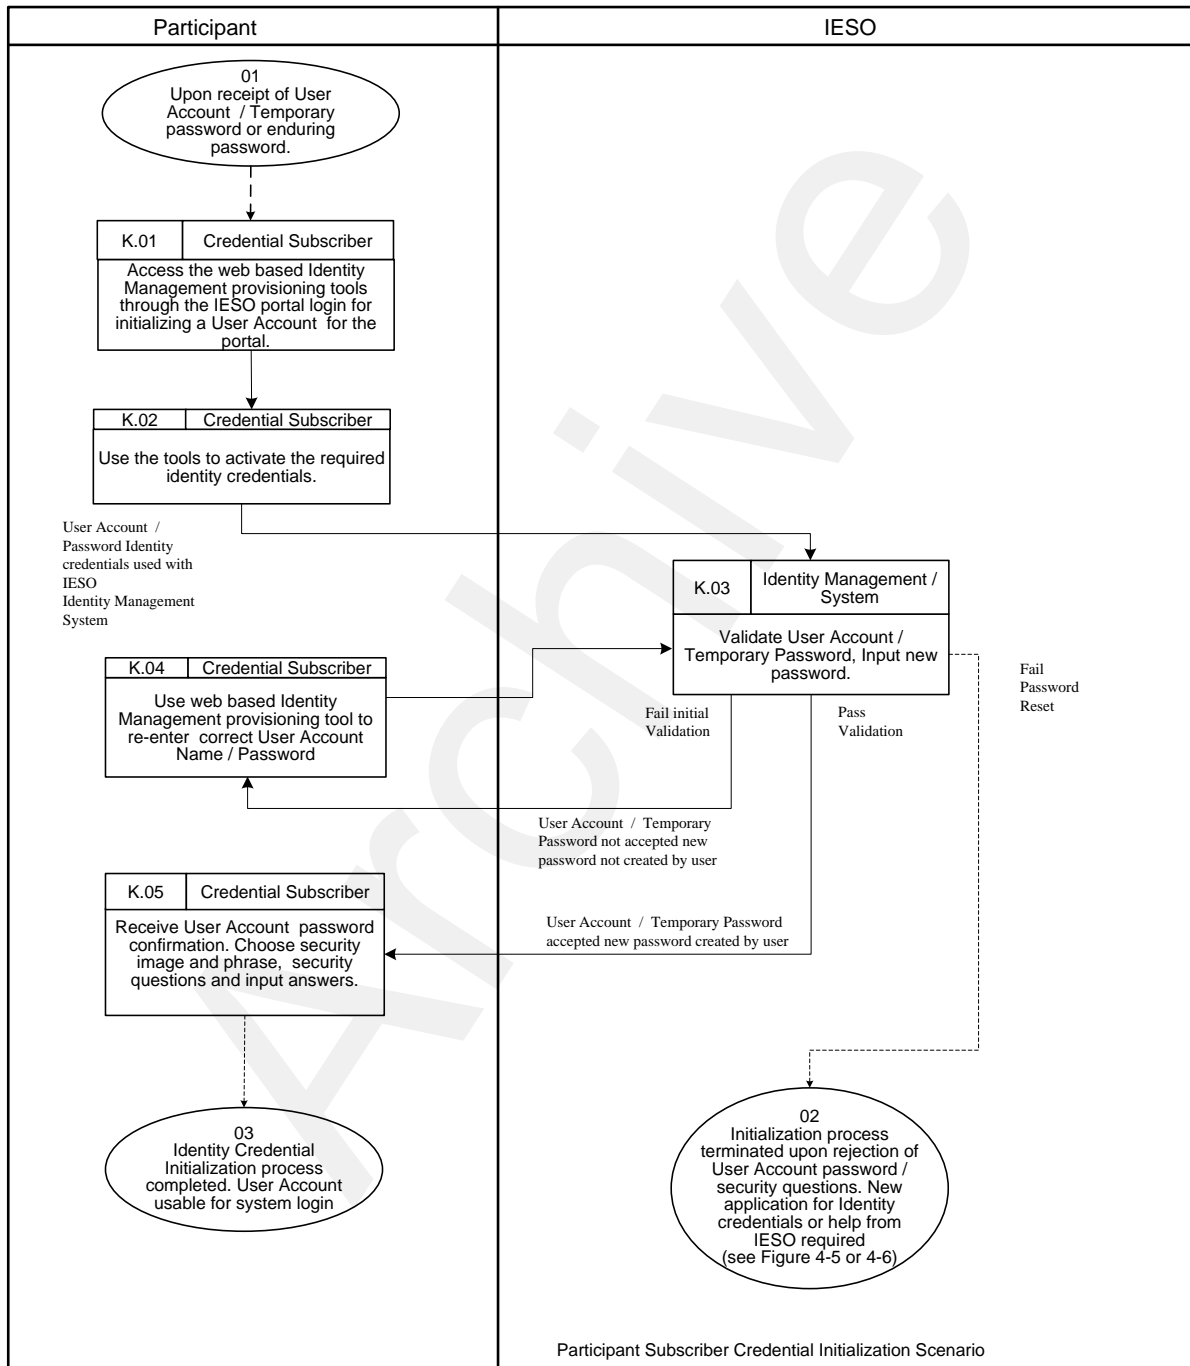 Participant
IESO
01
Upon receipt of User
Account / Temporary
password or enduring
password.
K.01
Credential Subscriber
Access the web based Identity
Management provisioning tools
through the IESO portal login for
initializing a User Account for the
portal.
K.02
Credential Subscriber
Use the tools to activate the required
identity credentials.
User Account /
Password Identity
credentials used with
IESO
Identity Management
System
K.03
Identity Management /
System
Validate User Account /
Temporary Password, Input new
password.
K.04
Credential Subscriber
Use web based Identity
Management provisioning tool to
re-enter correct User Account
Name / Password
Fail initial
Validation
Pass
Validation
Fail
Password
Reset
User Account / Temporary
Password not accepted new
password not created by user
K.05
Credential Subscriber
Receive User Account password
confirmation. Choose security
image and phrase, security
questions and input answers.
User Account / Temporary Password
accepted new password created by user
03
Identity Credential
Initialization process
completed. User Account
usable for system login
02
Initialization process
terminated upon rejection of
User Account password /
security questions. New
application for Identity
credentials or help from
IESO required
(see Figure 4-5 or 4-6)
Participant Subscriber Credential Initialization Scenario
Archive